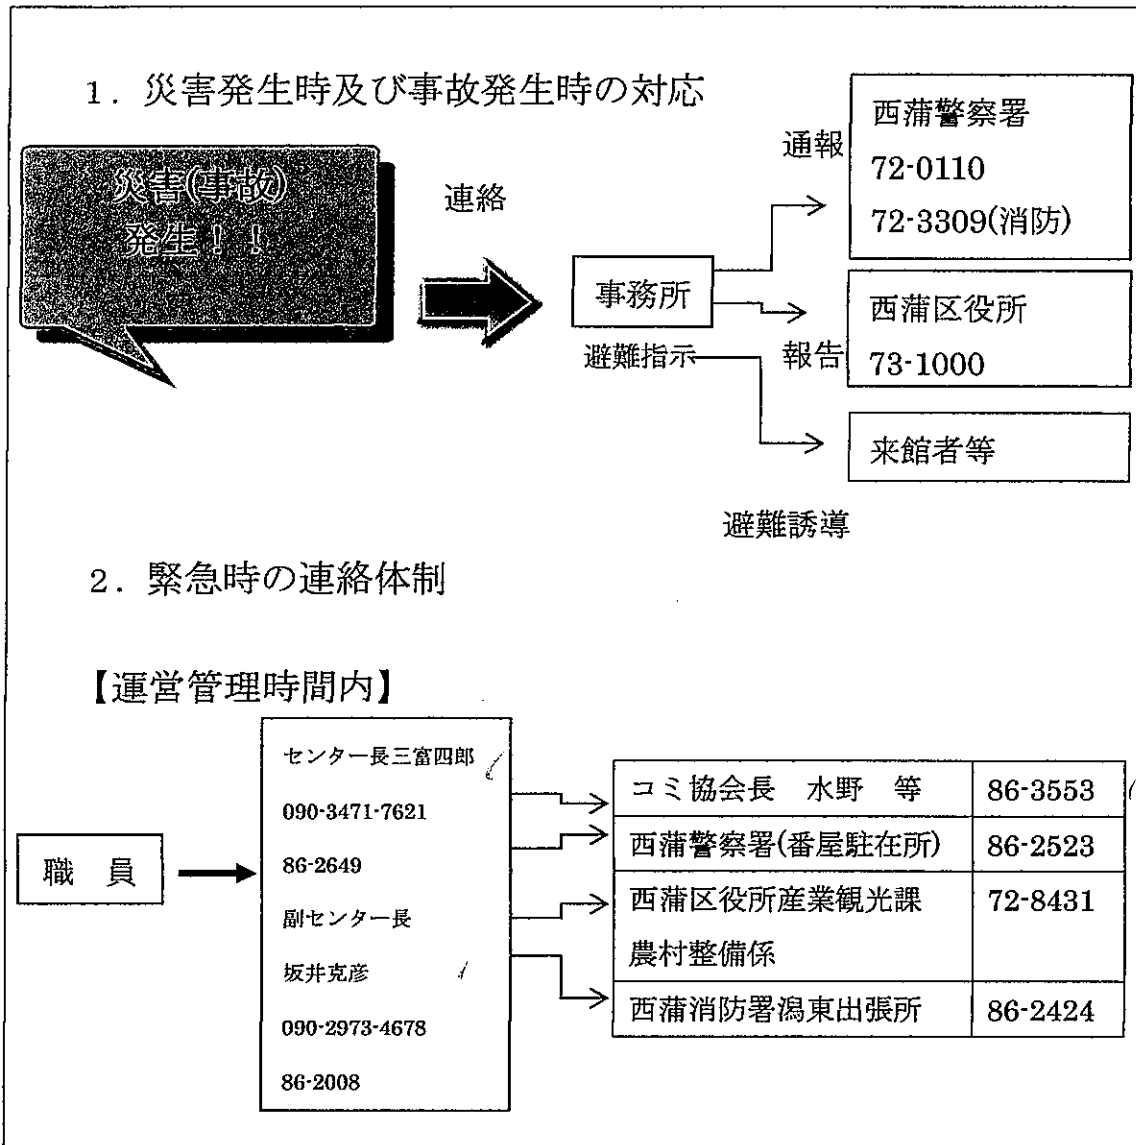 1. 災害発生時及び事故発生時の対応
災害(事故)
発生！！
連絡
事務所
避難指示
通報
西蒲警察署
72-0110
72-3309(消防)
報告
西蒲区役所
73-1000
来館者等
避難誘導
2. 緊急時の連絡体制
【運営管理時間内】
職 員
センター長三富四郎
090-3471-7621
86-2649
副センター長
坂井克彦
090-2973-4678
86-2008
コミ協会長 水野 等 86-3553
西蒲警察署(番屋駐在所) 86-2523
西蒲区役所産業観光課 72-8431
農村整備係
西蒲消防署潟東出張所 86-2424